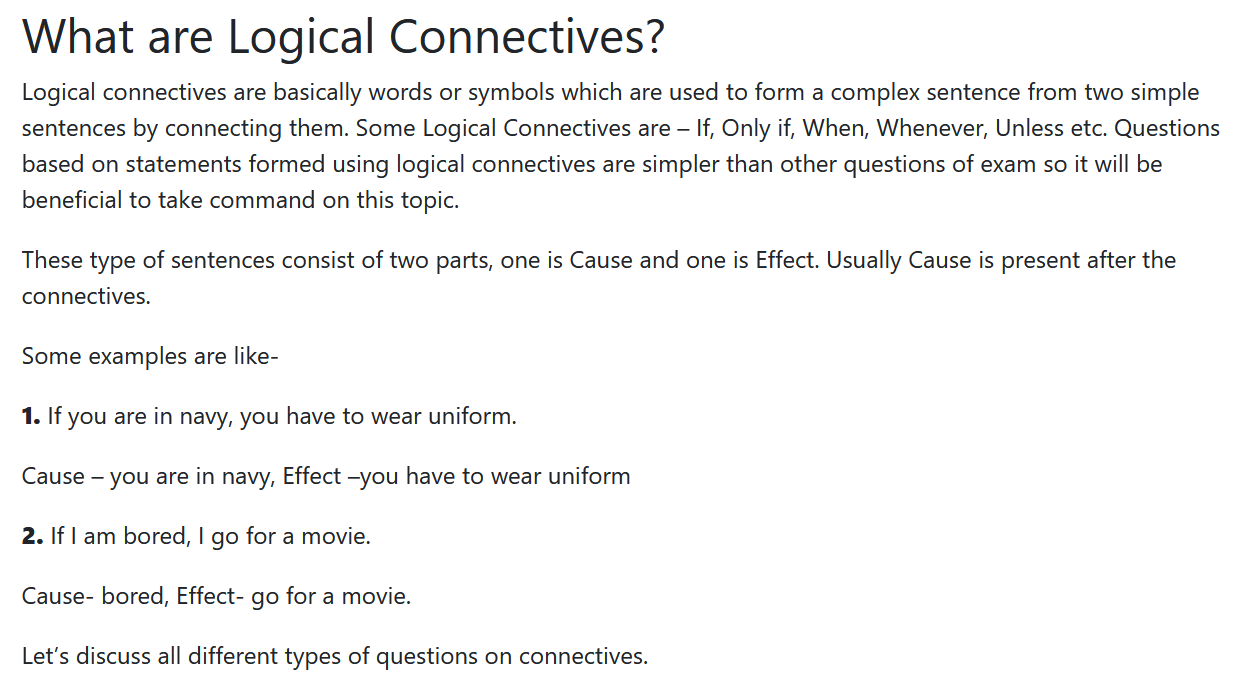 What are Logical Connectives?
Logical connectives are basically words or symbols which are used to form a complex sentence from two simple
sentences by connecting them. Some Logical Connectives are – If, Only if, When, Whenever, Unless etc. Questions
based on statements formed using logical connectives are simpler than other questions of exam so it will be
beneficial to take command on this topic.
These type of sentences consist of two parts, one is Cause and one is Effect. Usually Cause is present after the
connectives.
Some examples are like-
1. If you are in navy, you have to wear uniform.
Cause – you are in navy, Effect –you have to wear uniform
2. If I am bored, I go for a movie.
Cause- bored, Effect- go for a movie.
Let’s discuss all different types of questions on connectives.